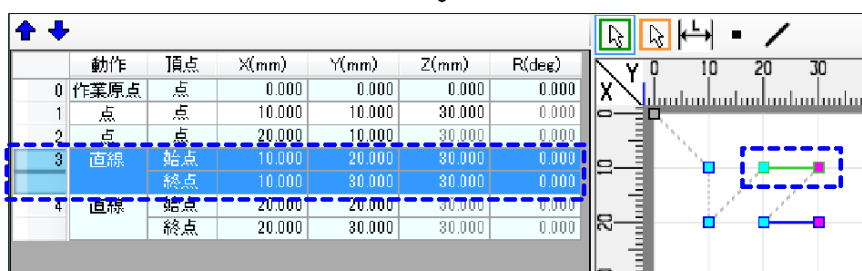 動作 頂点 X(mm) Y(mm) Z(mm) R(deg)
0 作業原点 点 0.000 0.000 0.000 0.000
1 点 点 10.000 10.000 30.000 0.000
2 点 点 20.000 10.000 30.000 0.000
3 直線 始点 10.000 20.000 30.000 0.000
終点 10.000 30.000 30.000 0.000
4 直線 始点 20.000 20.000 30.000 0.000
終点 20.000 30.000 30.000 0.000
L
Y 0 10 20 30
X
0
10
20